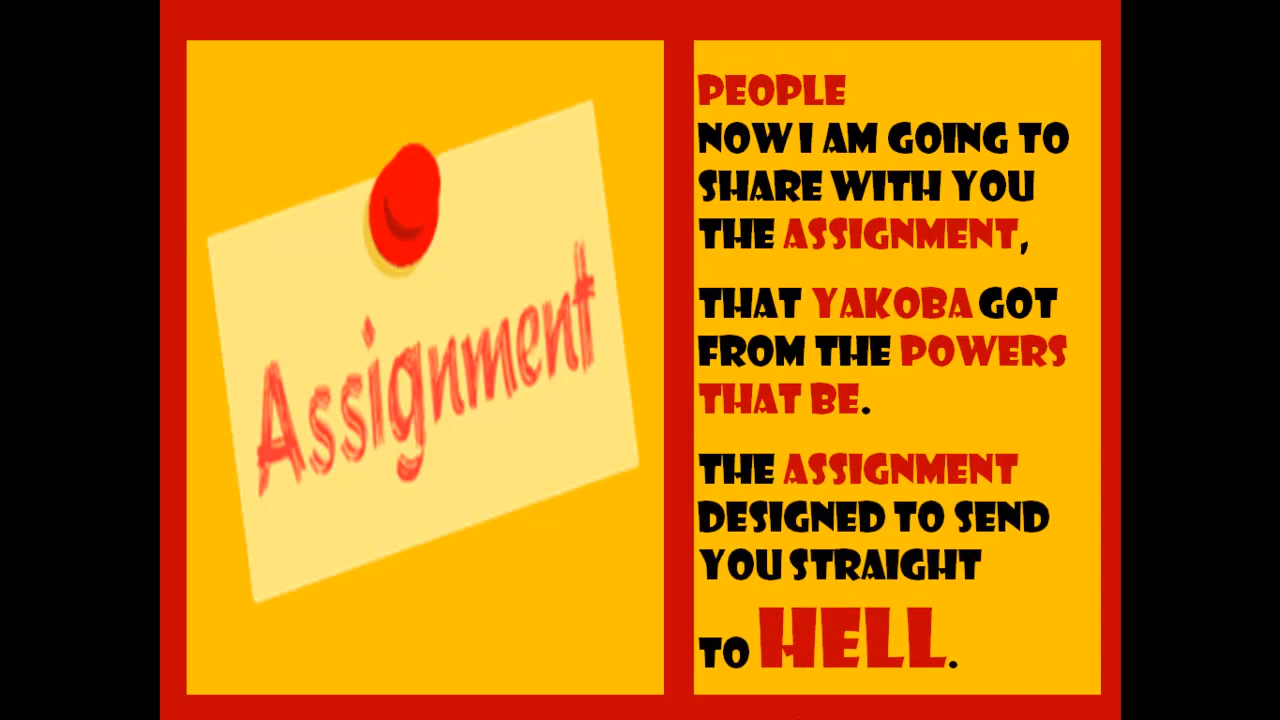 Assignment
PEOPLE
NOW I AM GOING TO
SHARE WITH YOU
THE ASSIGNMENT,
THAT YAKOBA GOT
FROM THE POWERS
THAT BE.
THE ASSIGNMENT
DESIGNED TO SEND
YOU STRAIGHT
TO HELL.